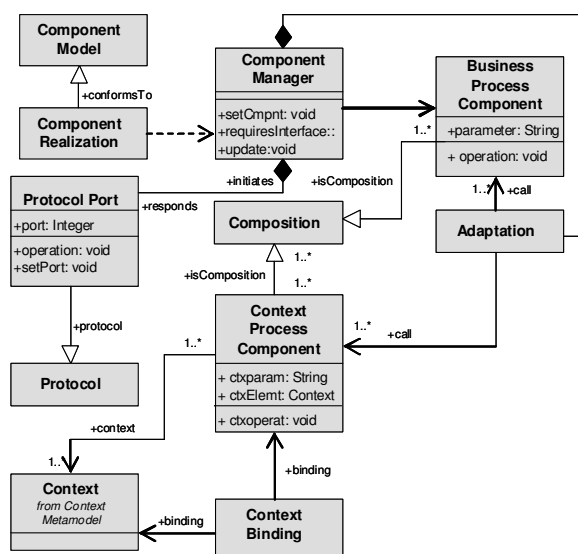 Component
Model
+conformsTo
Component
Realization
Component
Manager
+setCmpnt: void
+requiresInterface::
+update:void
+initiates
Business
Process
Component
+parameter: String
+ operation: void
1..*
+isComposition
1..*
+call
Protocol Port
+port: Integer
+operation: void
+setPort: void
+responds
+protocol
Protocol
Composition
+isComposition
1..*
1..*
Adaptation
Context
Process
Component
+ ctxparam: String
+ ctxElemt: Context
+ ctxoperat: void
1..*
1..*
+call
+context
1..
Context
from Context
Metamodel
+binding
+binding
Context
Binding